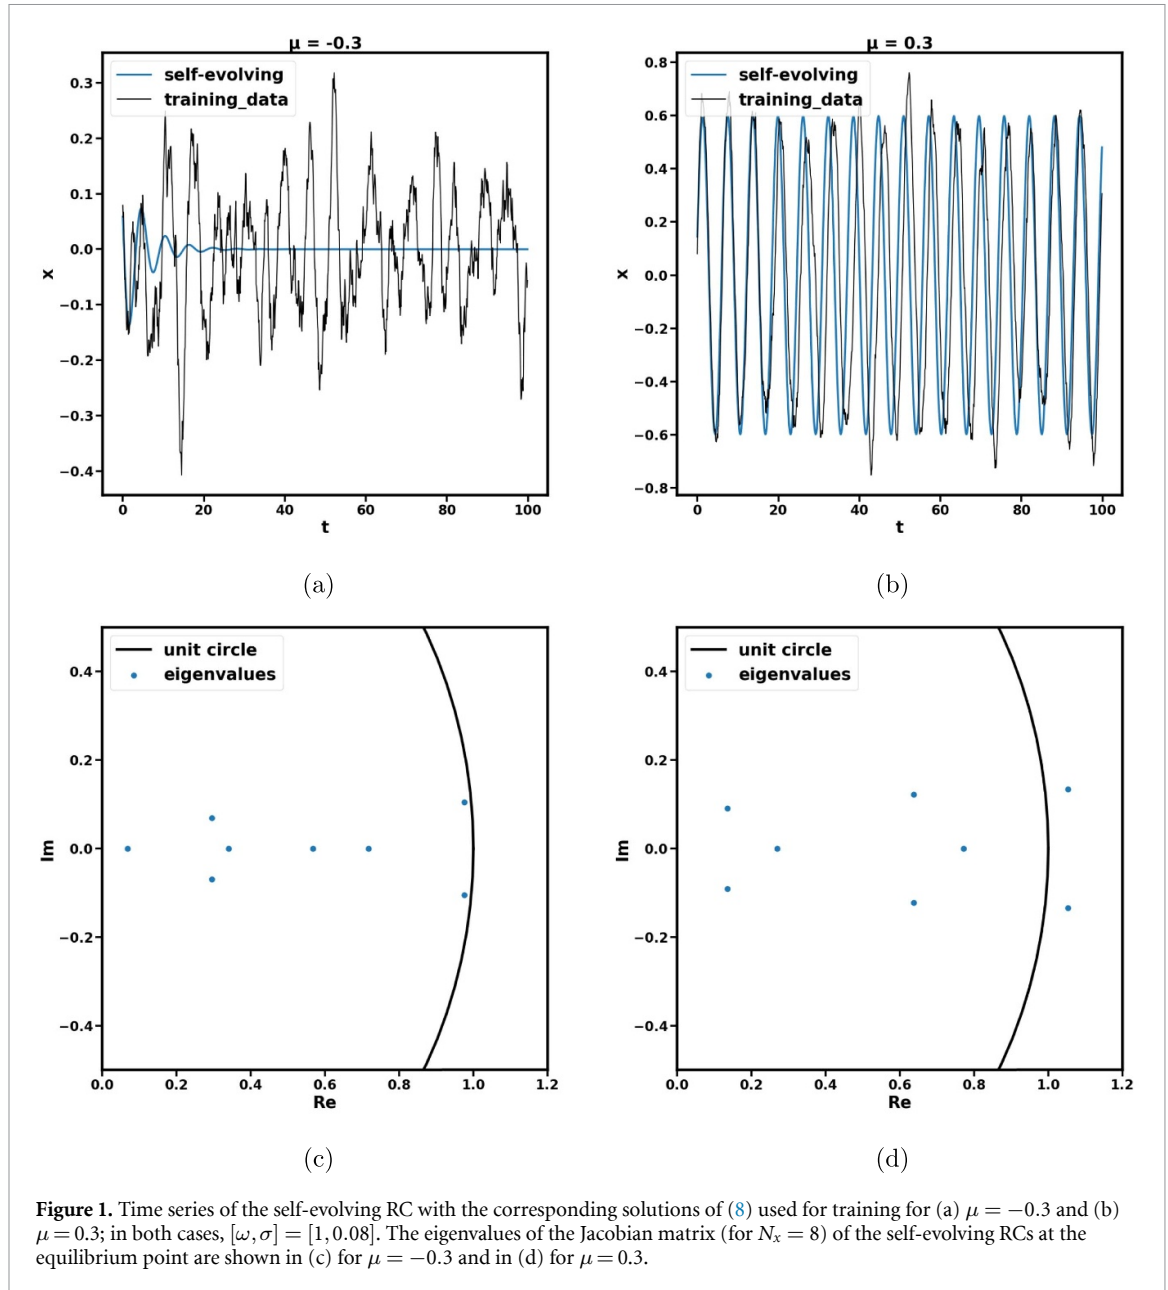 μ = -0.3
self-evolving
training_data
0.3
0.2
0.1
0.0
−0.1
−0.2
−0.3
−0.4
x
0
20
40
60
80
100
t
(a)
μ = 0.3
self-evolving
training_data
0.8
0.6
0.4
0.2
0.0
−0.2
−0.4
−0.6
−0.8
x
0
20
40
60
80
100
t
(b)
unit circle
eigenvalues
0.4
0.2
0.0
−0.2
−0.4
Im
0.0
0.2
0.4
0.6
0.8
1.0
1.2
Re
(c)
unit circle
eigenvalues
0.4
0.2
0.0
−0.2
−0.4
Im
0.0
0.2
0.4
0.6
0.8
1.0
1.2
Re
(d)
Figure 1. Time series of the self-evolving RC with the corresponding solutions of (8) used for training for (a) μ = −0.3 and (b)
μ = 0.3; in both cases, [ω,σ] = [1,0.08]. The eigenvalues of the Jacobian matrix (for Nₓ = 8) of the self-evolving RCs at the
equilibrium point are shown in (c) for μ = −0.3 and in (d) for μ = 0.3.